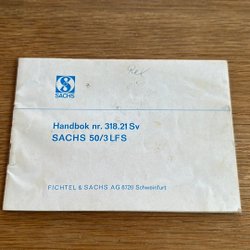 SACHS
Handbok nr. 318.21 Sv
SACHS 50/3 LFS
FICHTEL & SACHS AG 8720 Schweinfurt